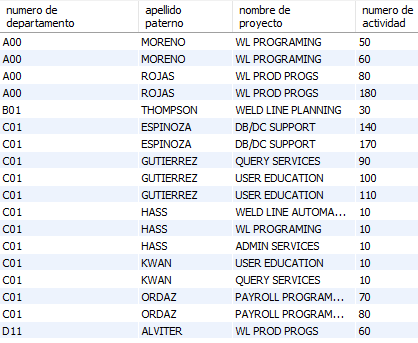 numero de departamento apellido paterno nombre de proyecto numero de actividad
A00 MORENO WL PROGRAMING 50
A00 MORENO WL PROGRAMING 60
A00 ROJAS WL PROD PROGS 80
A00 ROJAS WL PROD PROGS 180
B01 THOMPSON WELD LINE PLANNING 30
C01 ESPINOZA DB/DC SUPPORT 140
C01 ESPINOZA DB/DC SUPPORT 170
C01 GUTIERREZ QUERY SERVICES 90
C01 GUTIERREZ USER EDUCATION 100
C01 GUTIERREZ USER EDUCATION 110
C01 HASS WELD LINE AUTOMA... 10
C01 HASS WL PROGRAMING 10
C01 HASS ADMIN SERVICES 10
C01 KWAN USER EDUCATION 10
C01 KWAN QUERY SERVICES 10
C01 ORDAZ PAYROLL PROGRAM... 70
C01 ORDAZ PAYROLL PROGRAM... 80
D11 ALVITER WL PROD PROGS 60